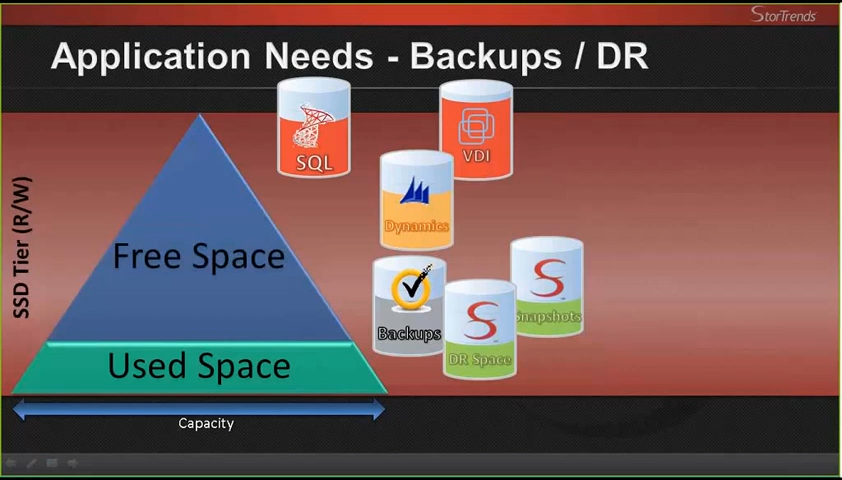 StorTrends
Application Needs - Backups / DR
SQL
VDI
Dynamics
SSD Tier (R/W)
Free Space
Backups
Snapshots
DR Space
Used Space
Capacity